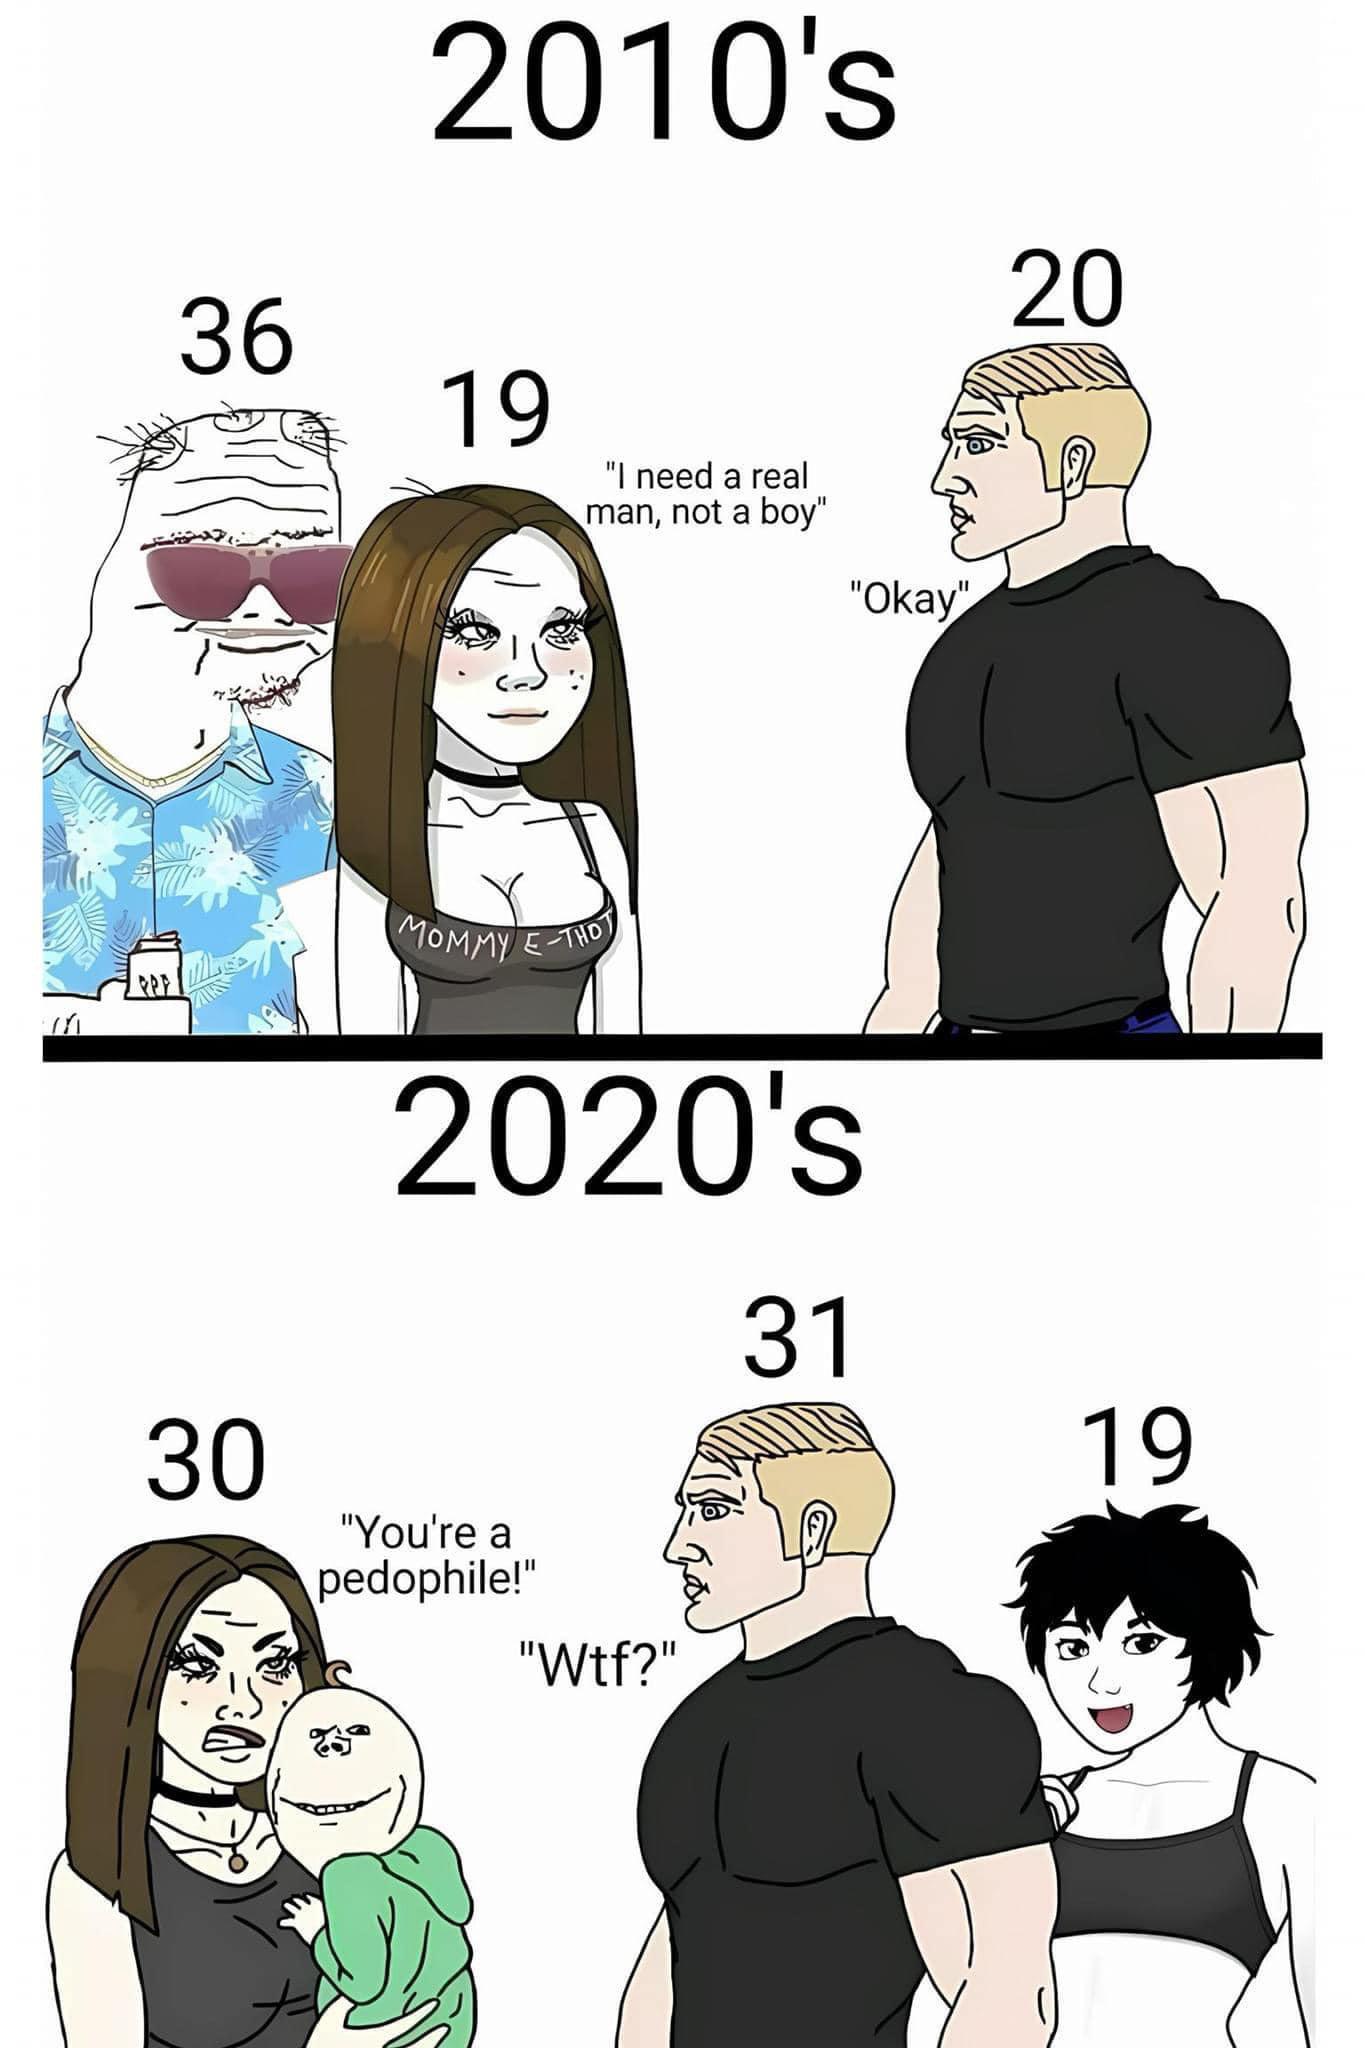 2010's
20
36
19
"I need a real
man, not a boy"
"Okay"
MOMMY E-THOT
PPP
2020's
31
30
19
"You're a
pedophile!"
"Wtf?"